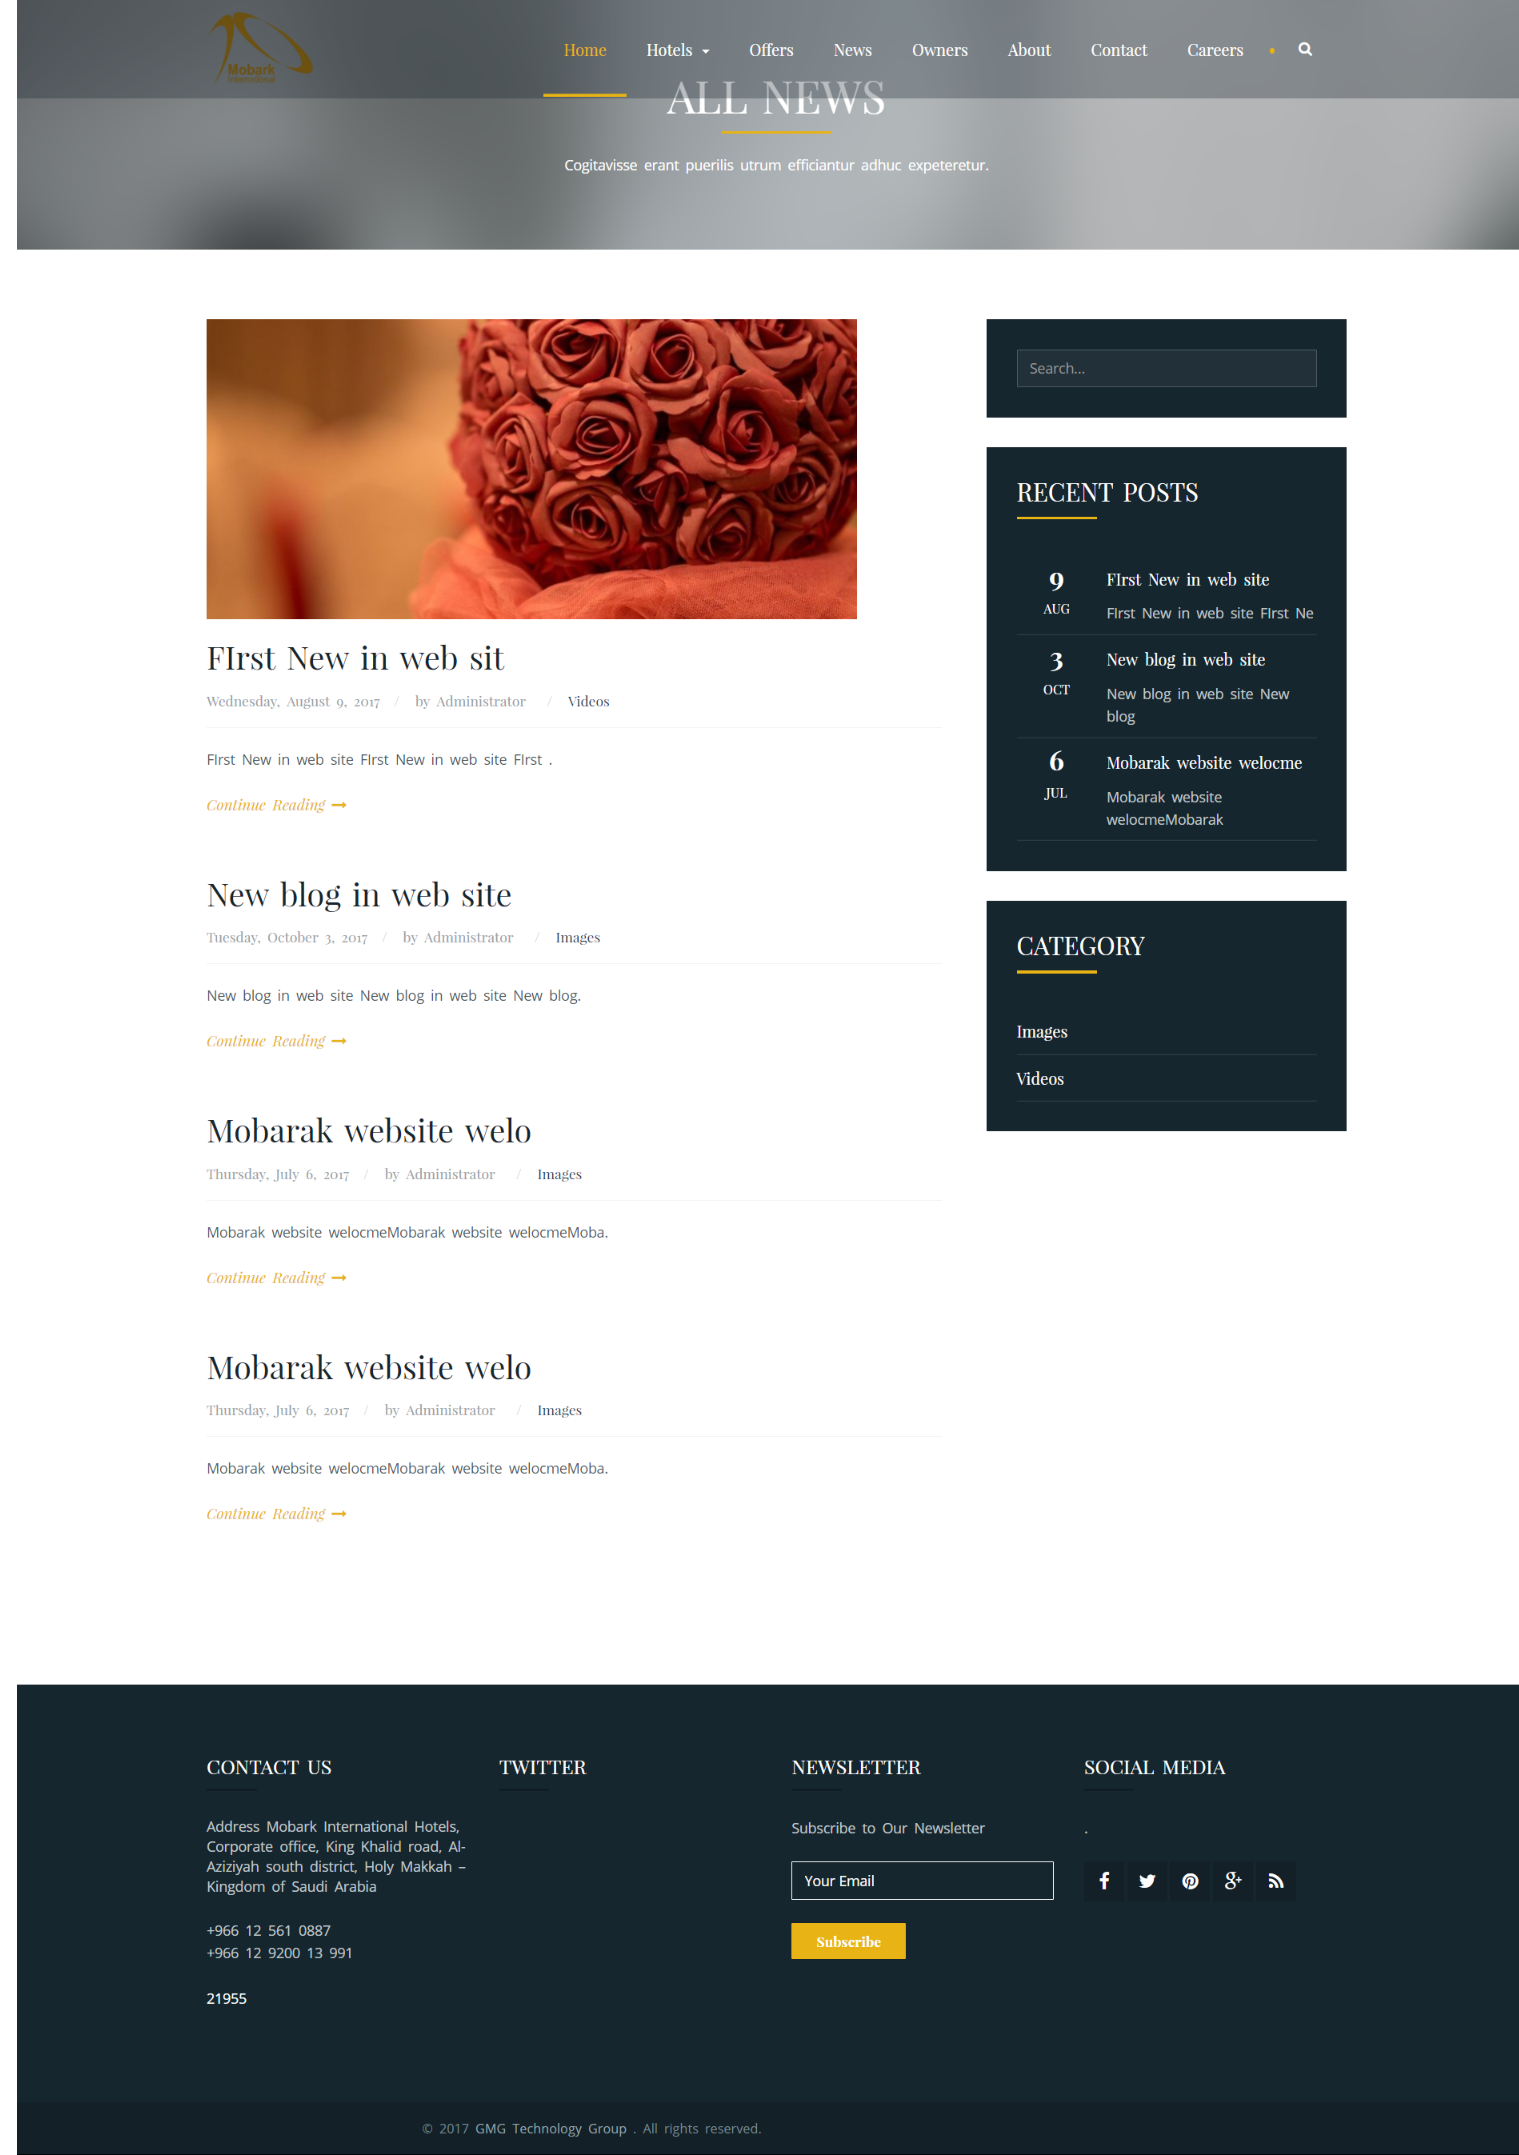 Mobark
International
Home Hotels Offers News Owners About Contact Careers
ALL NEWS
Cogitavisse erant puerilis utrum efficiantur adhuc expeteretur.
FIrst New in web sit
Wednesday, August 9, 2017 / by Administrator / Videos
FIrst New in web site FIrst New in web site FIrst .
Continue Reading
New blog in web site
Tuesday, October 3, 2017 / by Administrator / Images
New blog in web site New blog in web site New blog.
Continue Reading
Mobarak website welo
Thursday, July 6, 2017 / by Administrator / Images
Mobarak website welocmeMobarak website welocmeMoba.
Continue Reading
Mobarak website welo
Thursday, July 6, 2017 / by Administrator / Images
Mobarak website welocmeMobarak website welocmeMoba.
Continue Reading
Search...
RECENT POSTS
9
AUG
FIrst New in web site
FIrst New in web site FIrst Ne
3
OCT
New blog in web site
New blog in web site New
blog
6
JUL
Mobarak website welocme
Mobarak website
welocmeMobarak
CATEGORY
Images
Videos
CONTACT US
Address Mobark International Hotels,
Corporate office, King Khalid road, Al-
Aziziyah south district, Holy Makkah –
Kingdom of Saudi Arabia
+966 12 561 0887
+966 12 9200 13 991
21955
TWITTER
NEWSLETTER
Subscribe to Our Newsletter
Your Email
Subscribe
SOCIAL MEDIA
.
© 2017 GMG Technology Group . All rights reserved.